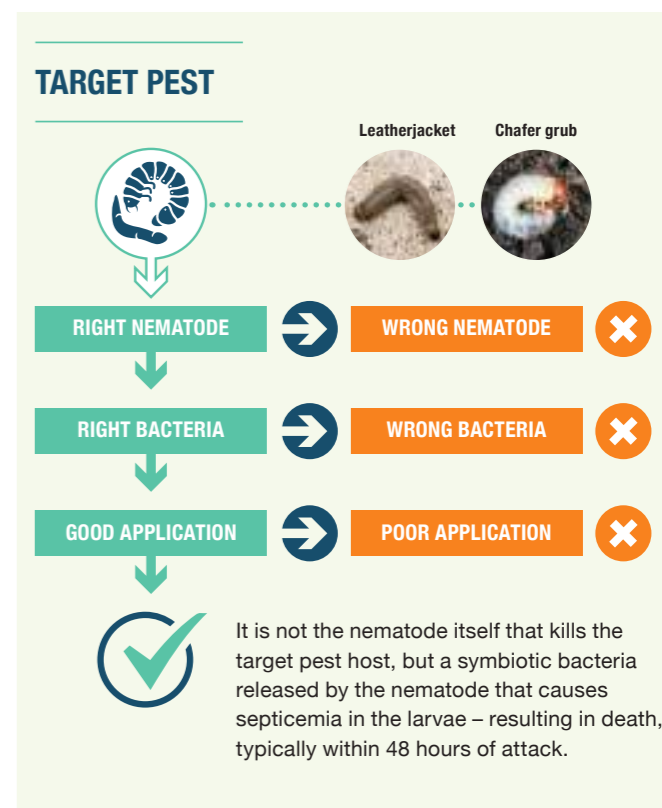 TARGET PEST
Leatherjacket
Chafer grub
RIGHT NEMATODE
WRONG NEMATODE
RIGHT BACTERIA
WRONG BACTERIA
GOOD APPLICATION
POOR APPLICATION
It is not the nematode itself that kills the
target pest host, but a symbiotic bacteria
released by the nematode that causes
septicemia in the larvae – resulting in death,
typically within 48 hours of attack.